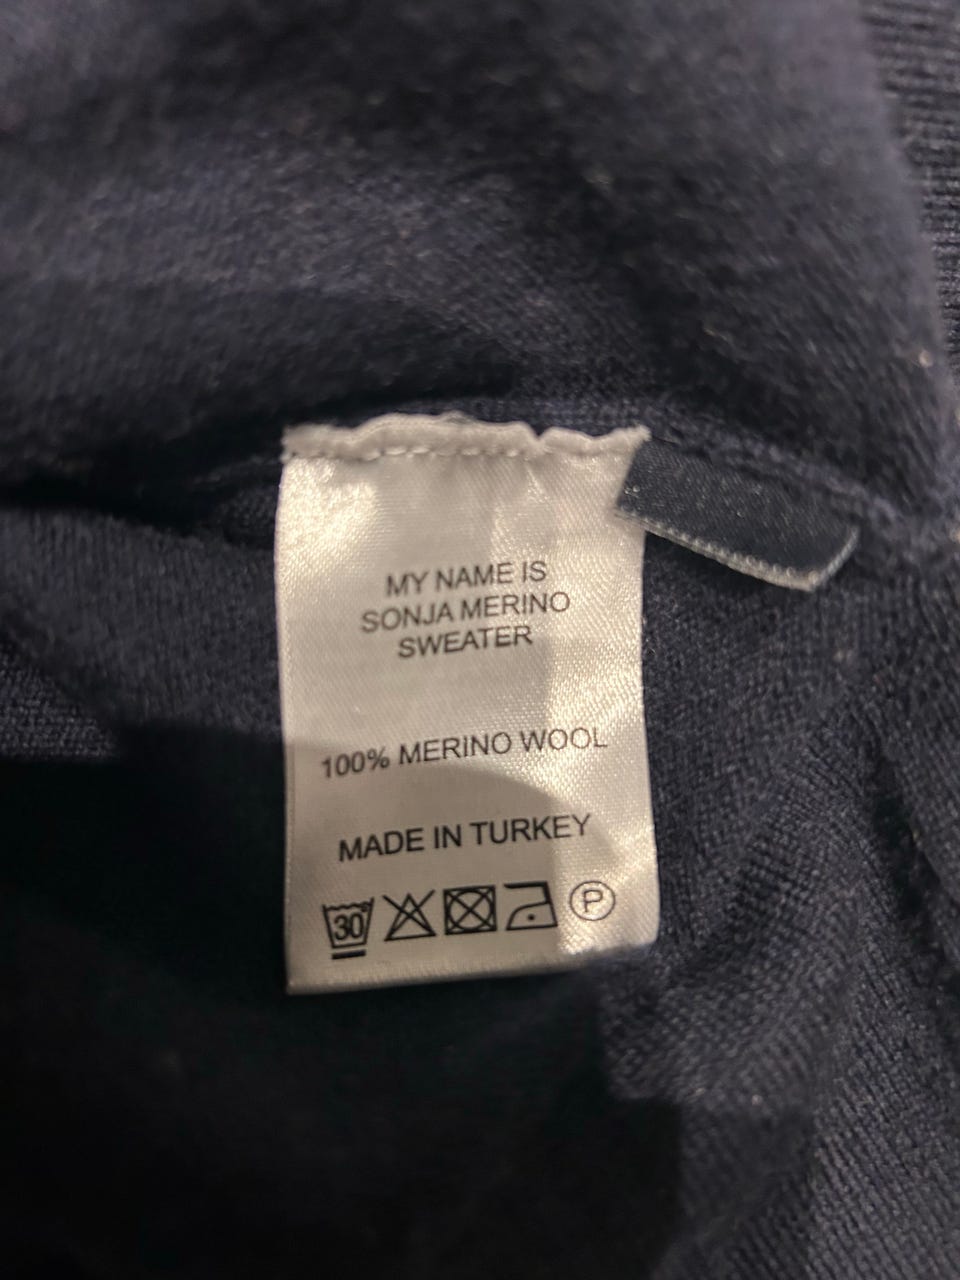 MY NAME IS
SONJA MERINO
SWEATER
100% MERINO WOOL
MADE IN TURKEY
30° P